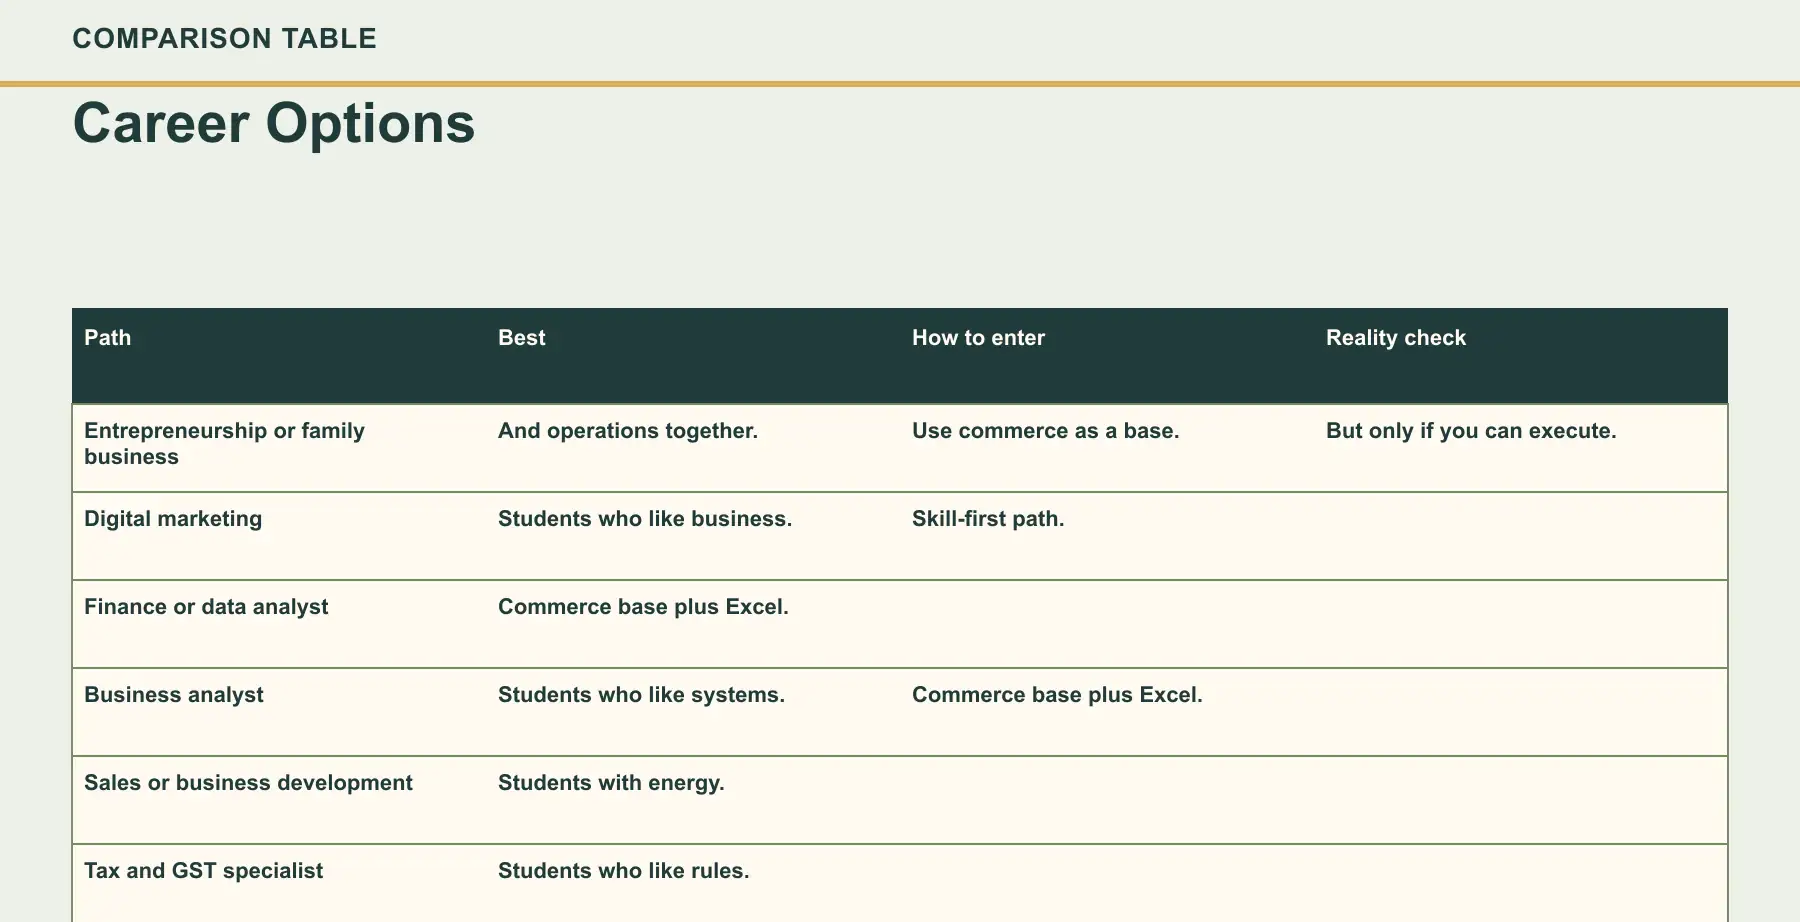 COMPARISON TABLE
Career Options
Path Best How to enter Reality check
Entrepreneurship or family And operations together. Use commerce as a base. But only if you can execute.
business
Digital marketing Students who like business. Skill-first path.
Finance or data analyst Commerce base plus Excel.
Business analyst Students who like systems. Commerce base plus Excel.
Sales or business development Students with energy.
Tax and GST specialist Students who like rules.